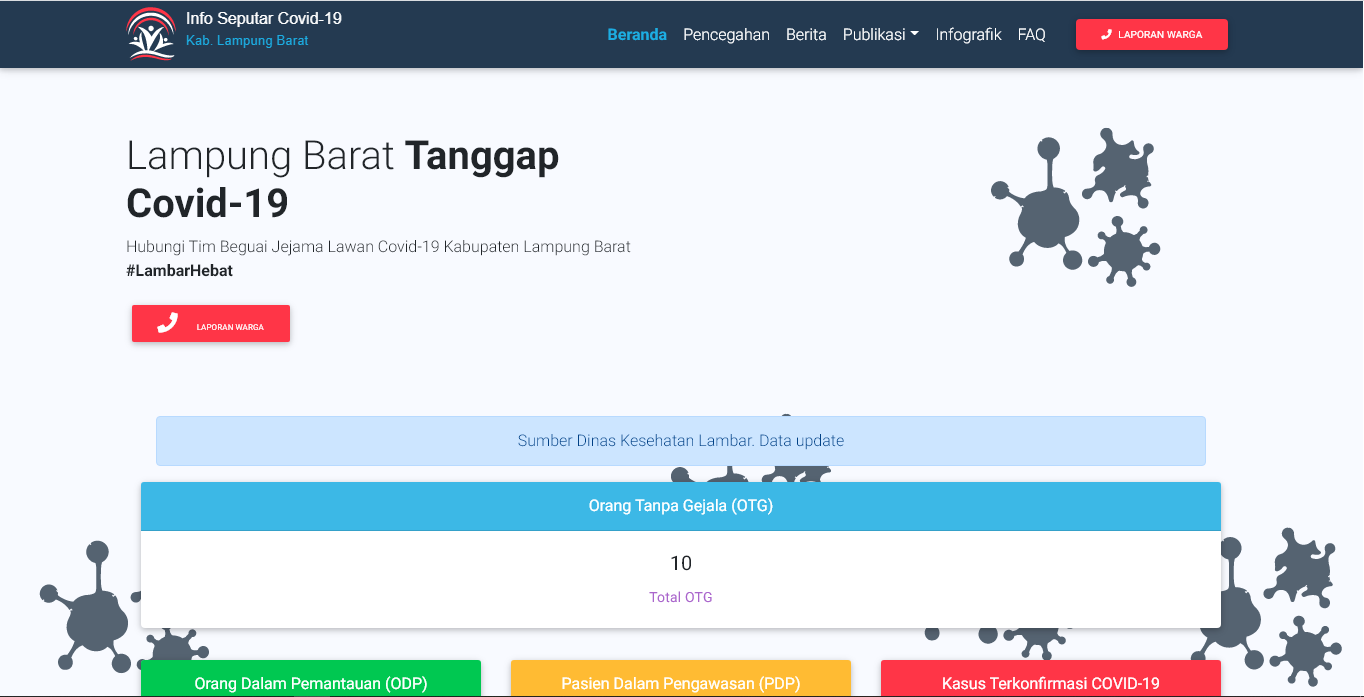 Info Seputar Covid-19
Kab. Lampung Barat
Beranda Pencegahan Berita Publikasi Infografik FAQ LAPORAN WARGA
Lampung Barat Tanggap
Covid-19
Hubungi Tim Beguai Jejama Lawan Covid-19 Kabupaten Lampung Barat
#LambarHebat
LAPORAN WARGA
Sumber Dinas Kesehatan Lambar. Data update
Orang Tanpa Gejala (OTG)
10
Total OTG
Orang Dalam Pemantauan (ODP) Pasien Dalam Pengawasan (PDP) Kasus Terkonfirmasi COVID-19